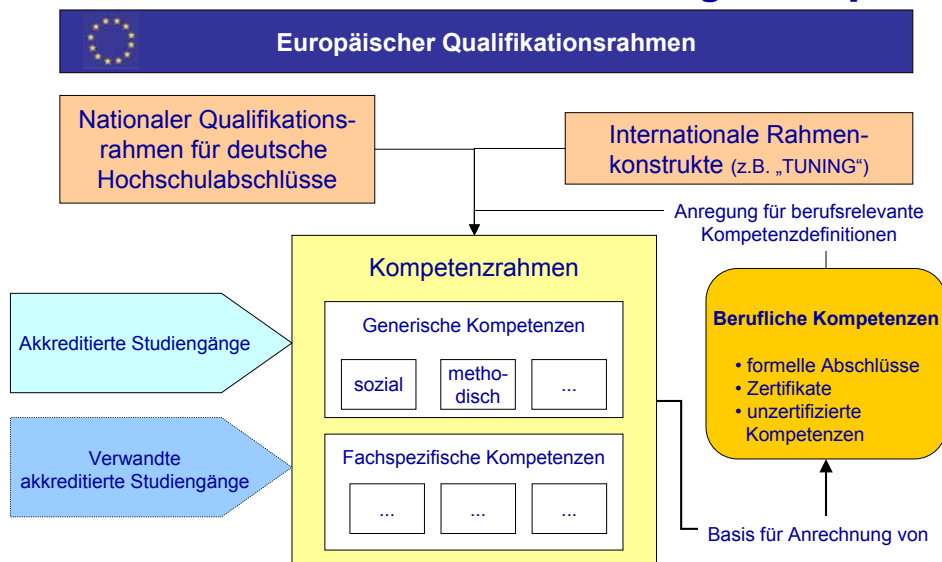 Europäischer Qualifikationsrahmen
Nationaler Qualifikations-
rahmen für deutsche
Hochschulabschlüsse
Internationale Rahmen-
konstrukte (z.B. „TUNING“)
Anregung für berufsrelevante
Kompetenzdefinitionen
Kompetenzrahmen
Generische Kompetenzen
sozial
metho-
disch
...
Fachspezifische Kompetenzen
...
...
...
Akkreditierte Studiengänge
Verwandte
akkreditierte Studiengänge
Berufliche Kompetenzen
• formelle Abschlüsse
• Zertifikate
• unzertifizierte
Kompetenzen
Basis für Anrechnung von